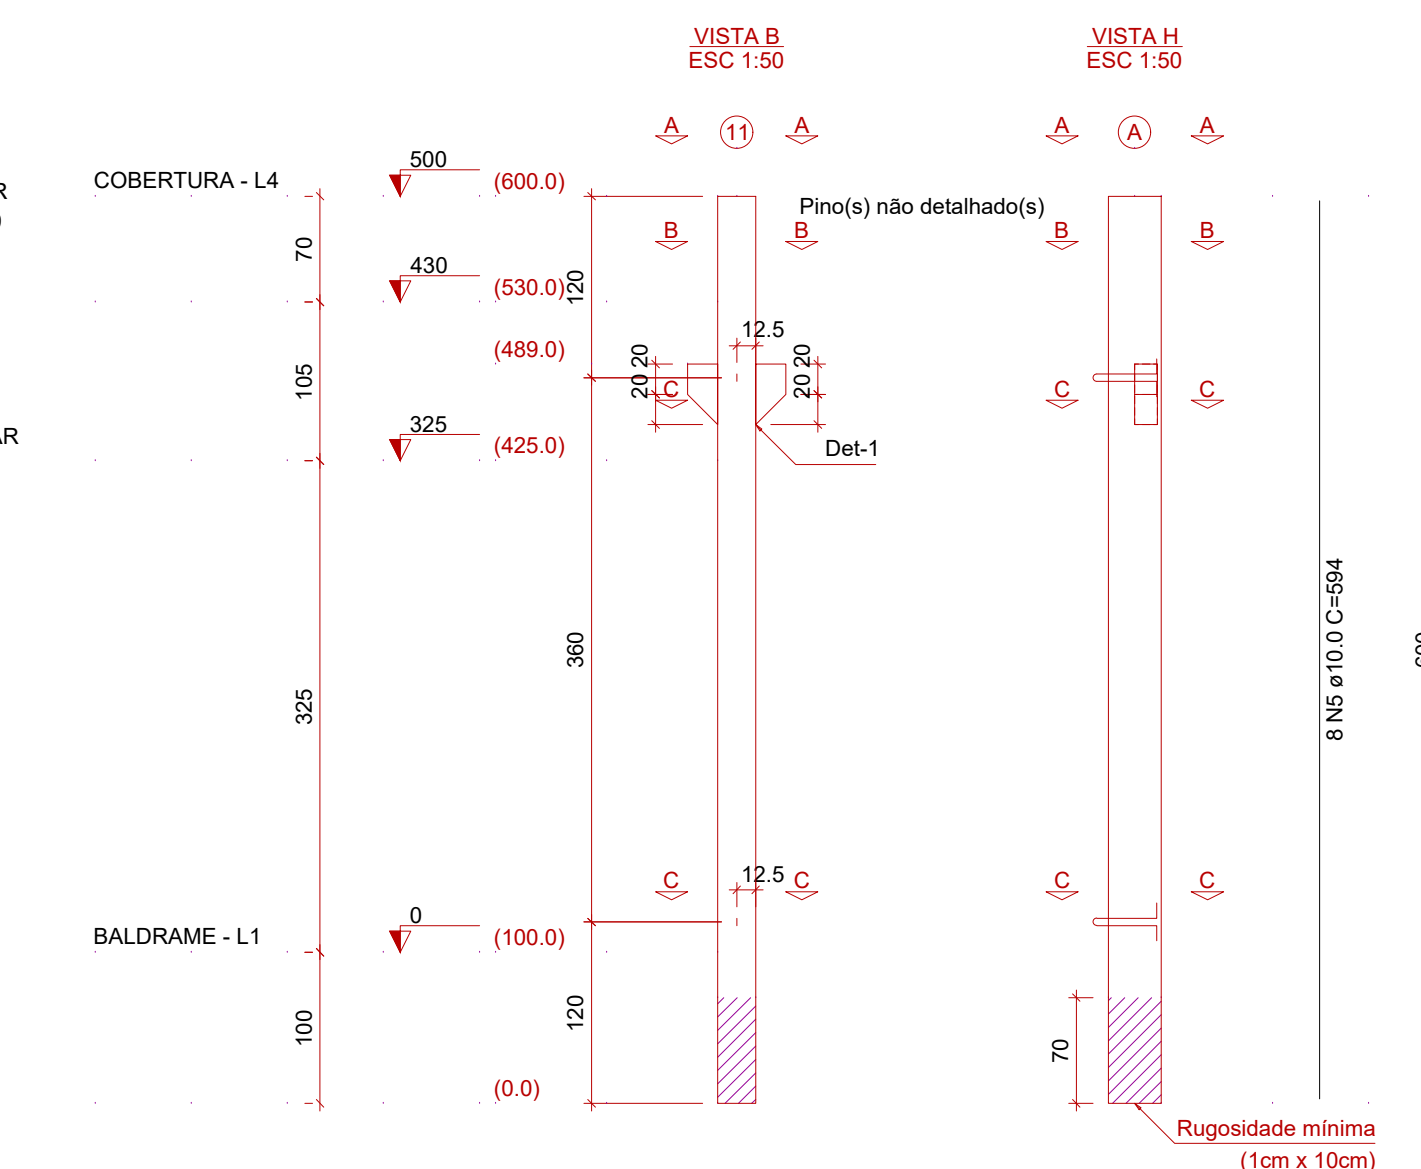 VISTA B
ESC 1:50
VISTA H
ESC 1:50
A
11
A
A
A
A
COBERTURA - L4
500
(600.0)
R
Pino(s) não detalhado(s)
B
B
B
B
70
430
(530.0)
120
12.5
(489.0)
20
20
20
20
105
C
C
C
325
(425.0)
AR
Det-1
8 N5 ø10.0 C=594
360
325
12.5
C
C
C
C
0
BALDRAME - L1
(100.0)
120
100
70
(0.0)
Rugosidade mínima
(1cm x 10cm)